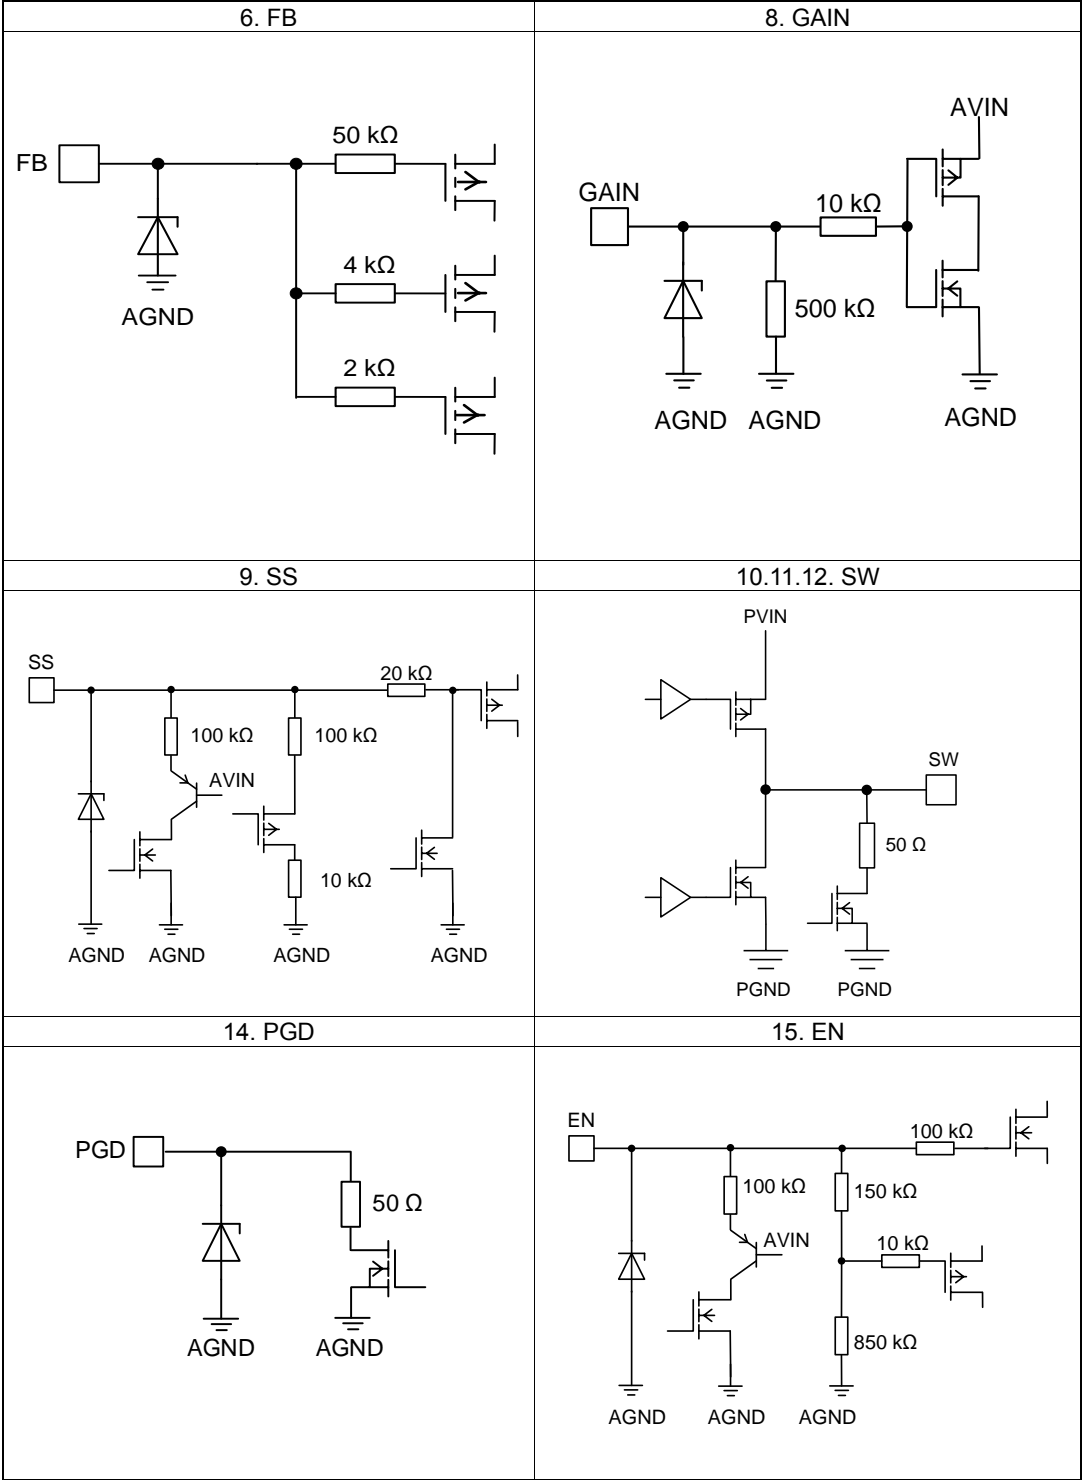 6. FB
8. GAIN
FB
50 kΩ
4 kΩ
2 kΩ
AGND
AVIN
GAIN
10 kΩ
500 kΩ
AGND
AGND
AGND
9. SS
10.11.12. SW
SS
20 kΩ
100 kΩ
100 kΩ
AVIN
10 kΩ
AGND
AGND
AGND
AGND
PVIN
SW
50 Ω
PGND
PGND
14. PGD
15. EN
PGD
50 Ω
AGND
AGND
EN
100 kΩ
100 kΩ
150 kΩ
AVIN
10 kΩ
850 kΩ
AGND
AGND
AGND